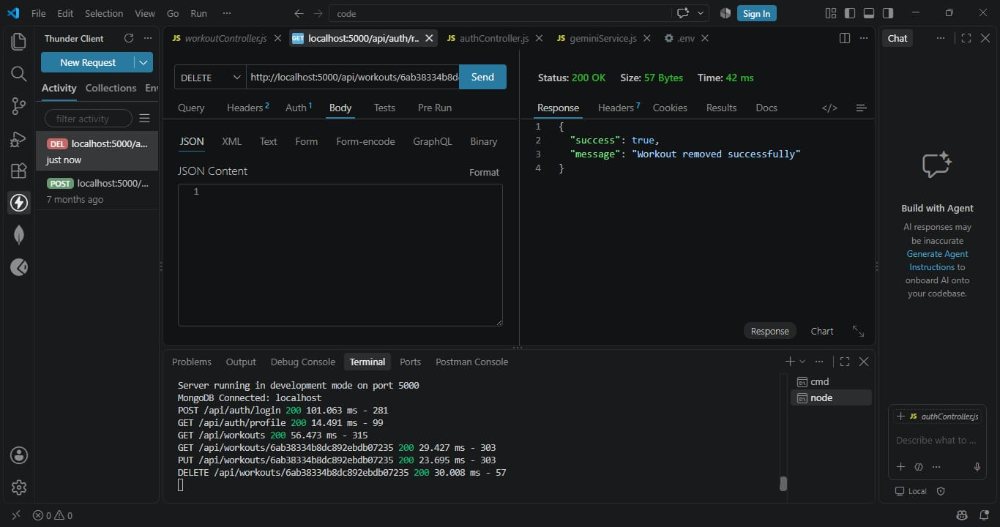 File Edit Selection View Go Run ··· code Sign In
Thunder Client ···
New Request
Activity Collections Env
filter activity
DEL localhost:5000/a...
just now
POST localhost:5000/...
7 months ago
JS workoutController.js GET localhost:5000/api/auth/r.. JS authController.js JS geminiService.js .env ···
DELETE http://localhost:5000/api/workouts/6ab38334b8d Send
Query Headers 2 Auth 1 Body Tests Pre Run
JSON XML Text Form Form-encode GraphQL Binary
JSON Content Format
1
Status: 200 OK Size: 57 Bytes Time: 42 ms
Response Headers 7 Cookies Results Docs </>
1 {
2 "success": true,
3 "message": "Workout removed successfully"
4 }
Response Chart
Problems Output Debug Console Terminal Ports Postman Console ···
Server running in development mode on port 5000
MongoDB Connected: localhost
POST /api/auth/login 200 101.063 ms - 281
GET /api/auth/profile 200 14.491 ms - 99
GET /api/workouts 200 56.473 ms - 315
GET /api/workouts/6ab38334b8dc892ebdb07235 200 29.427 ms - 303
PUT /api/workouts/6ab38334b8dc892ebdb07235 200 23.695 ms - 303
DELETE /api/workouts/6ab38334b8dc892ebdb07235 200 30.008 ms - 57
cmd
node
Chat ···
Build with Agent
AI responses may
be inaccurate
Generate Agent
Instructions to
onboard AI onto
your codebase.
JS authController.js
Describe what to ...
···
Local
0 0